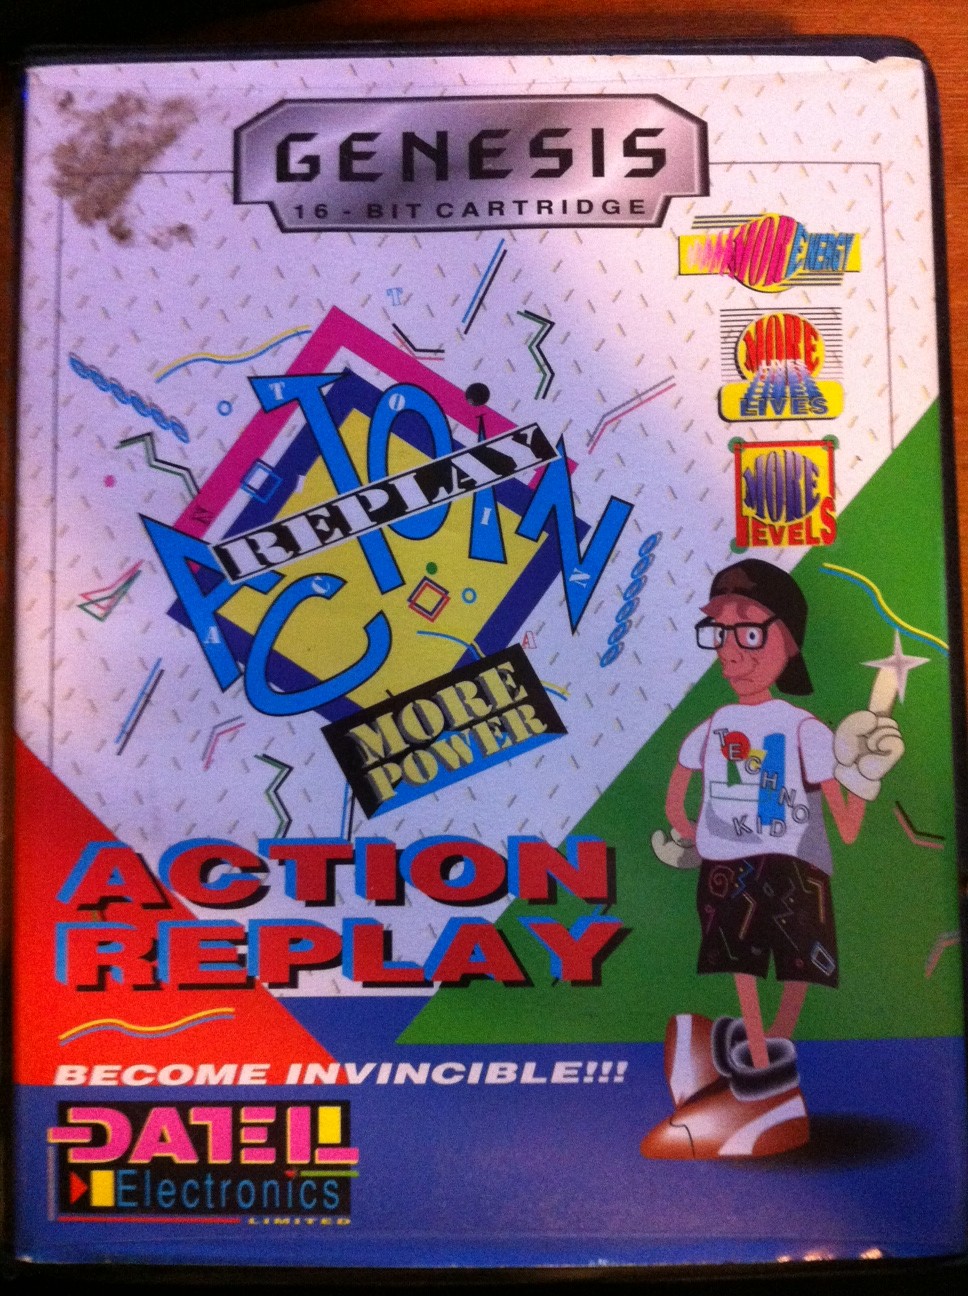 GENESIS
16-BIT CARTRIDGE
MORE ENERGY
MORE
LIVES
LIVES
MORE
LEVELS
ACTION
REPLAY
MORE
POWER
TECHNO
KID
ACTION
REPLAY
BECOME INVINCIBLE!!!
DATEL
Electronics
LIMITED